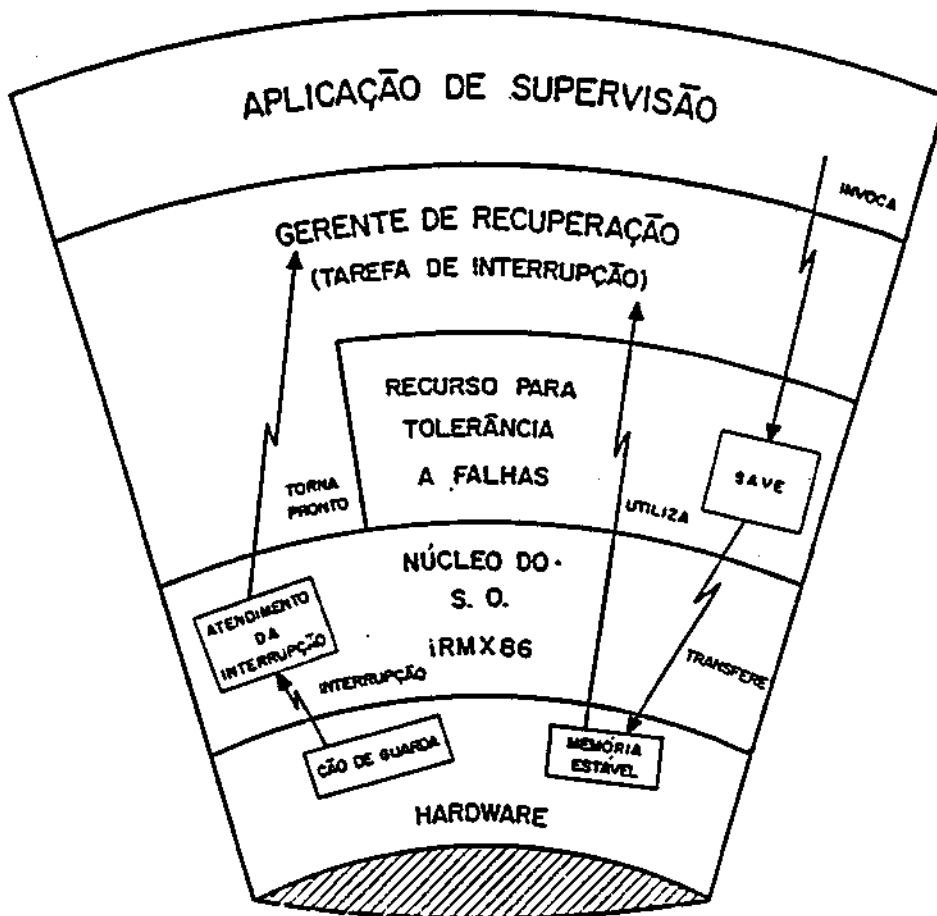 APLICAÇÃO DE SUPERVISÃO
INVOCA
GERENTE DE RECUPERAÇÃO
(TAREFA DE INTERRUPÇÃO)
RECURSO PARA
TOLERÂNCIA
A FALHAS
SAVE
TORNA
PRONTO
UTILIZA
NÚCLEO DO
S. O.
iRMX86
ATENDIMENTO
DA
INTERRUPÇÃO
INTERRUPÇÃO
TRANSFERE
CÃO DE GUARDA
MEMÓRIA
ESTÁVEL
HARDWARE